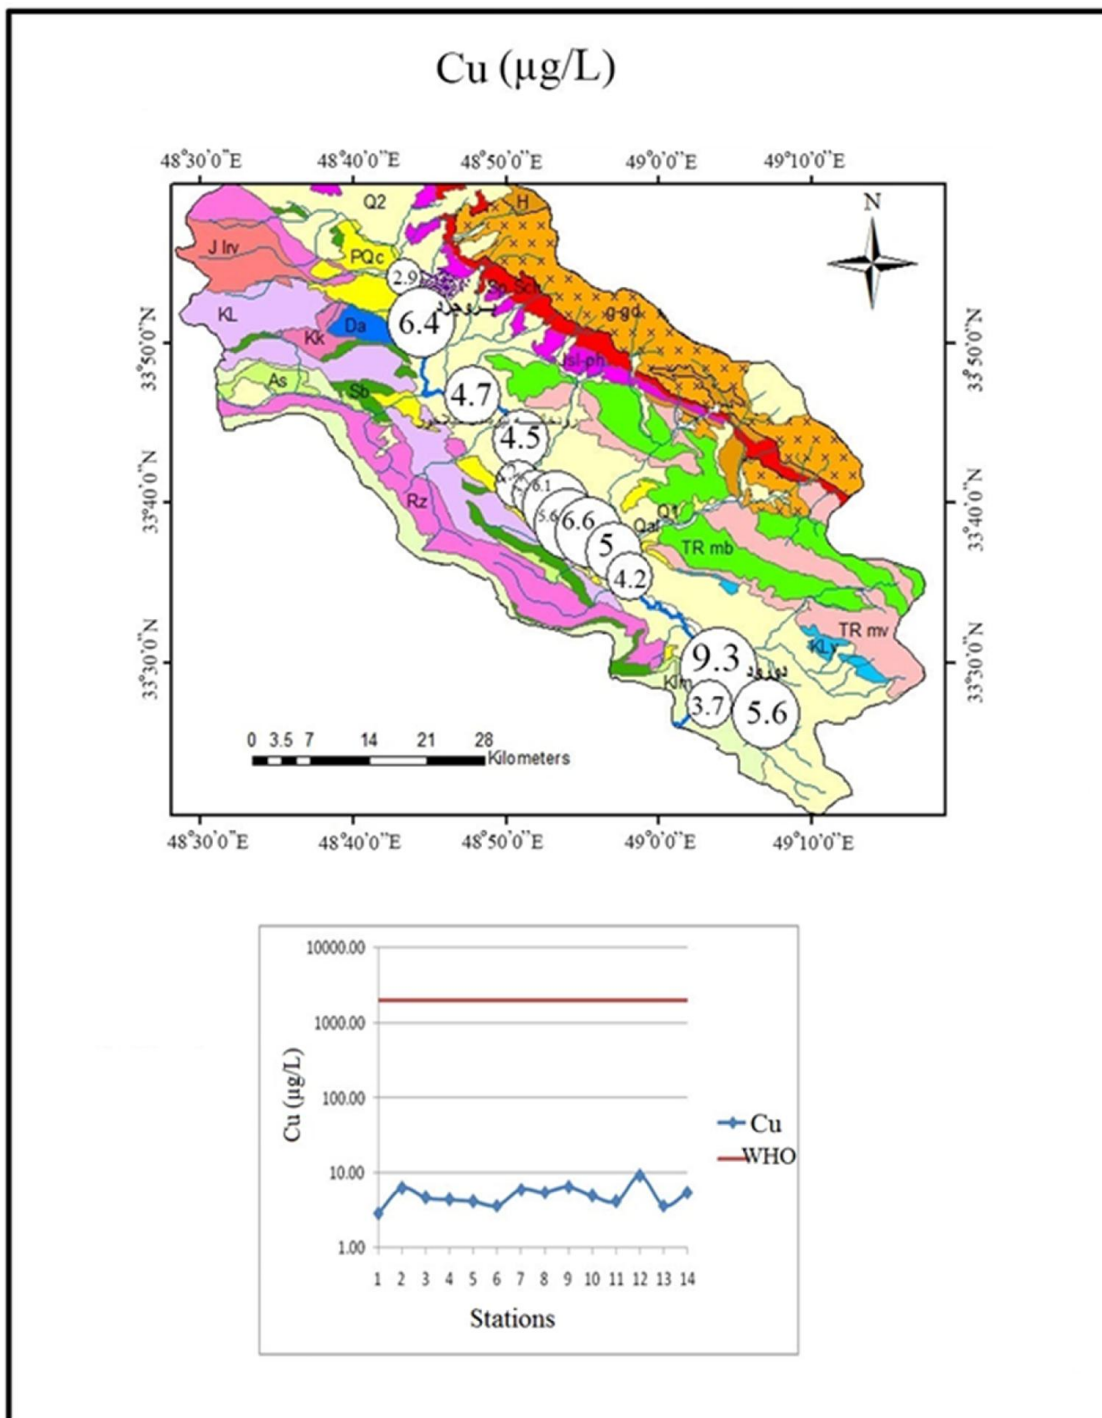 Cu (µg/L)
48°30'0"E 48°40'0"E 48°50'0"E 49°0'0"E 49°10'0"E
N
H
Q2
J lrv
PQc
2.9
Sp Sch
g-gd
KL
6.4
Da
Kk
33°50'0"N 33°50'0"N
Jsl-ph
As
Sb
4.7
4.5
6.1
33°40'0"N 33°40'0"N
Rz
5.6
6.6
Q1
Qal
5
TR mb
4.2
TR mv
9.3
KLv
33°30'0"N 33°30'0"N
Klm
3.7
5.6
0 3.5 7 14 21 28
Kilometers
48°30'0"E 48°40'0"E 48°50'0"E 49°0'0"E 49°10'0"E
10000.00
1000.00
100.00
10.00
1.00
Cu (µg/L)
Cu
WHO
1 2 3 4 5 6 7 8 9 10 11 12 13 14
Stations